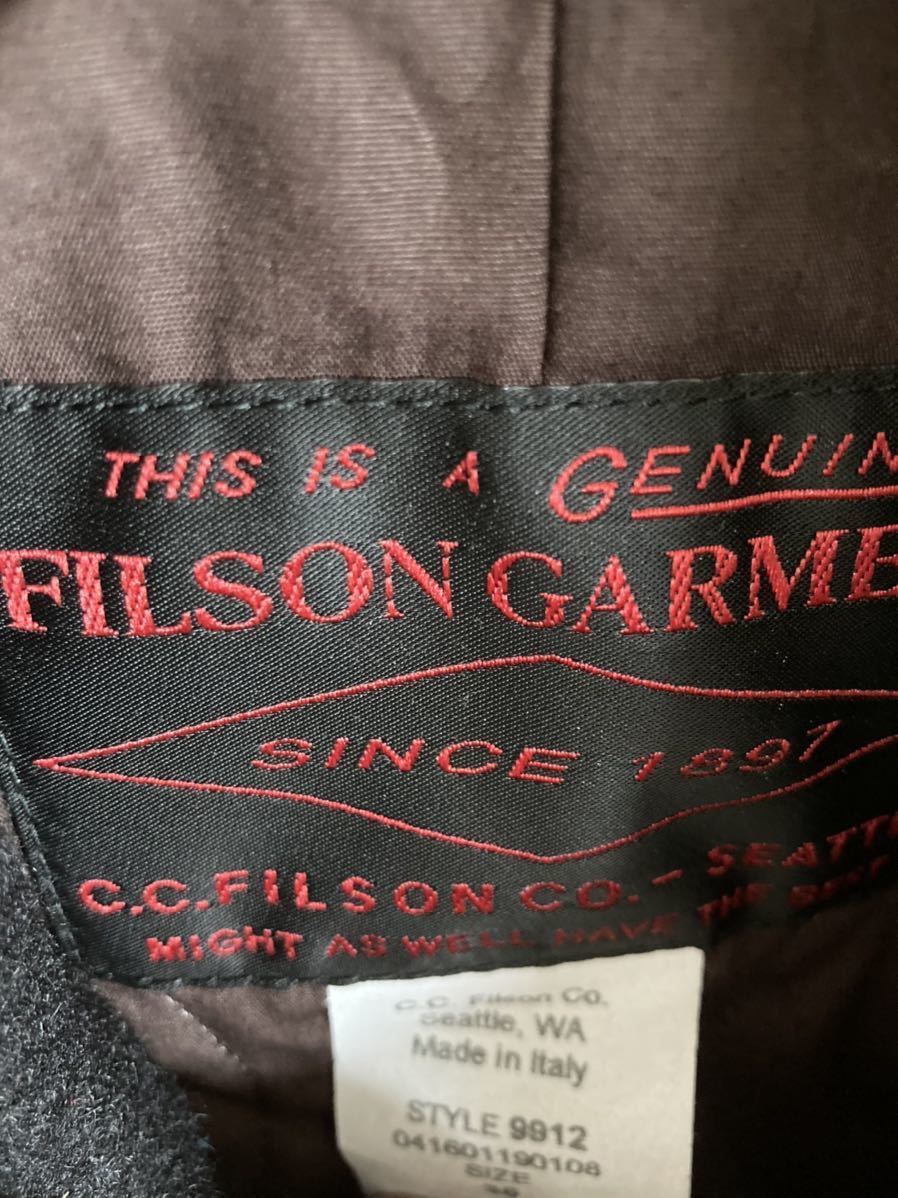 THIS IS A GENUIN
FILSON GARME
SINCE 1897
C.C. FILSON CO. - SEATT
MIGHT AS WELL HAVE THE BEST
C.C. Filson Co.
Seattle, WA
Made in Italy
STYLE 9912
041601190108
SIZE